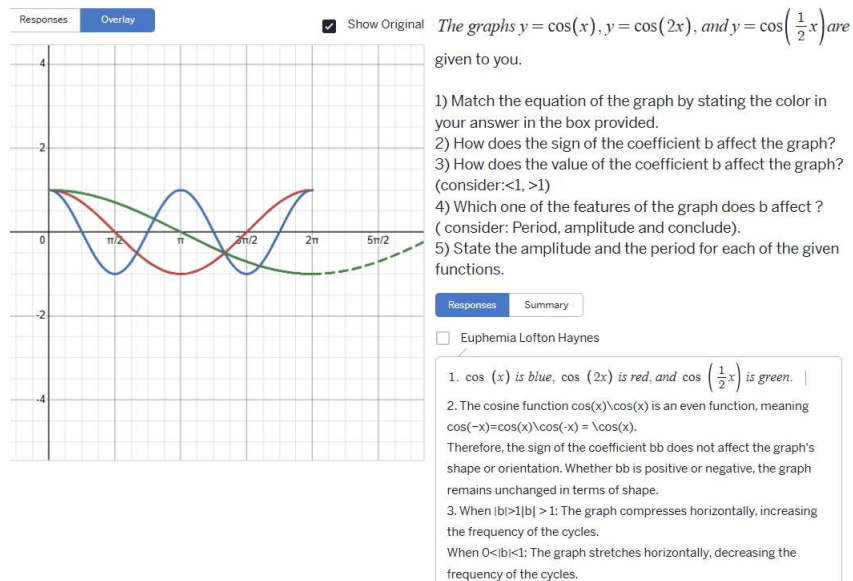 Responses Overlay Show Original
4
2
0 π/2 π 3π/2 2π 5π/2
-2
-4
The graphs y = cos(x), y = cos(2x), and y = cos(1/2 x) are
given to you.
1) Match the equation of the graph by stating the color in
your answer in the box provided.
2) How does the sign of the coefficient b affect the graph?
3) How does the value of the coefficient b affect the graph?
(consider:<1, >1)
4) Which one of the features of the graph does b affect ?
( consider: Period, amplitude and conclude).
5) State the amplitude and the period for each of the given
functions.
Responses Summary
Euphemia Lofton Haynes
1. cos (x) is blue, cos (2x) is red, and cos (1/2 x) is green.
2. The cosine function cos(x)\cos(x) is an even function, meaning
cos(−x)=cos(x)\cos(-x) = \cos(x).
Therefore, the sign of the coefficient bb does not affect the graph's
shape or orientation. Whether bb is positive or negative, the graph
remains unchanged in terms of shape.
3. When |b|>1|b| > 1: The graph compresses horizontally, increasing
the frequency of the cycles.
When 0<|b|<1: The graph stretches horizontally, decreasing the
frequency of the cycles.